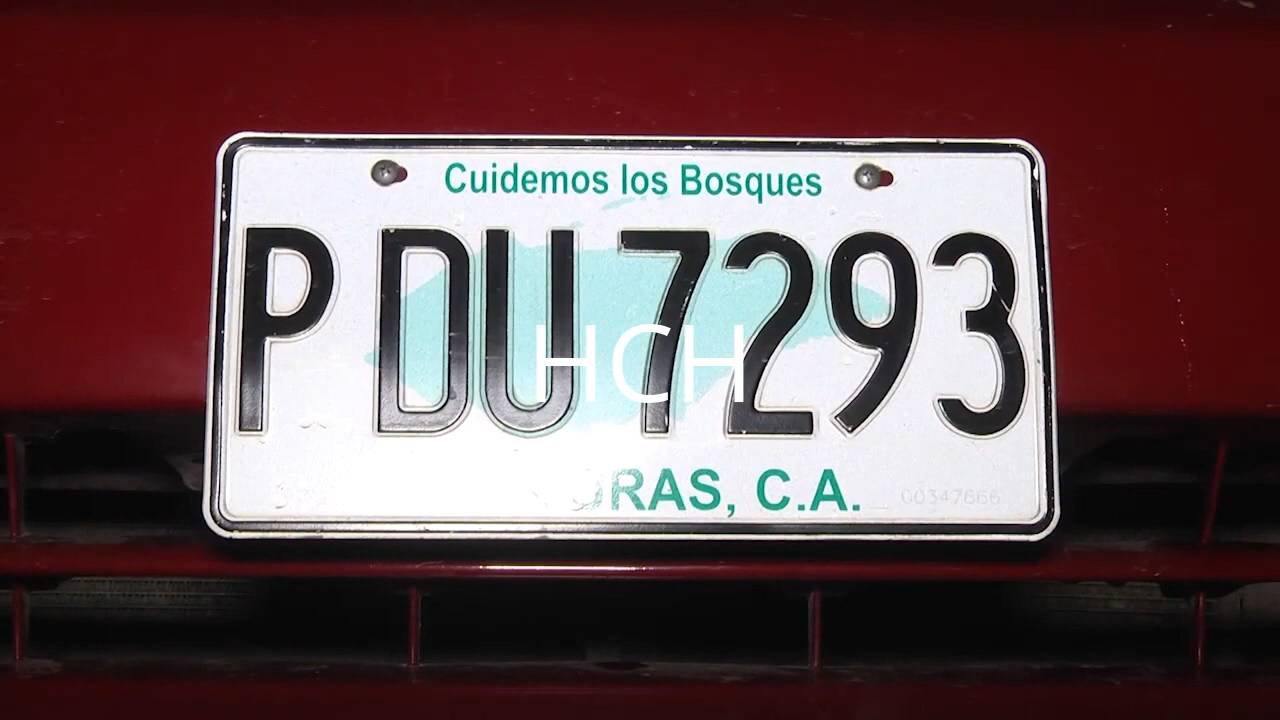 Cuidemos los Bosques
P DU 7293
HCH
RAS, C.A.